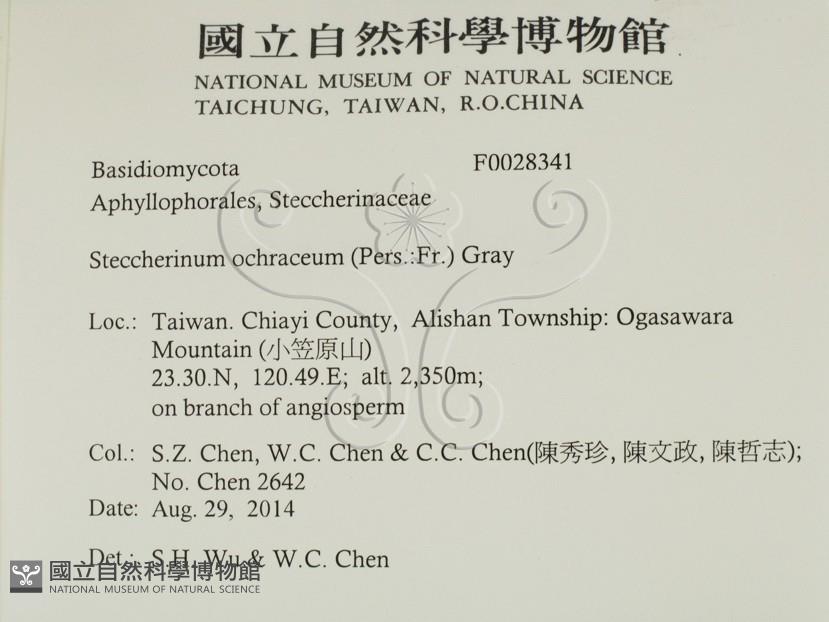 國立自然科學博物館
NATIONAL MUSEUM OF NATURAL SCIENCE
TAICHUNG, TAIWAN, R.O.CHINA
Basidiomycota F0028341
Aphyllophorales, Steccherinaceae
Steccherinum ochraceum (Pers.:Fr.) Gray
Loc.: Taiwan. Chiayi County, Alishan Township: Ogasawara
Mountain (小笠原山)
23.30.N, 120.49.E; alt. 2,350m;
on branch of angiosperm
Col.: S.Z. Chen, W.C. Chen & C.C. Chen(陳秀珍, 陳文政, 陳哲志);
No. Chen 2642
Date: Aug. 29, 2014
Det.: S.H. Wu & W.C. Chen
國立自然科學博物館
NATIONAL MUSEUM OF NATURAL SCIENCE